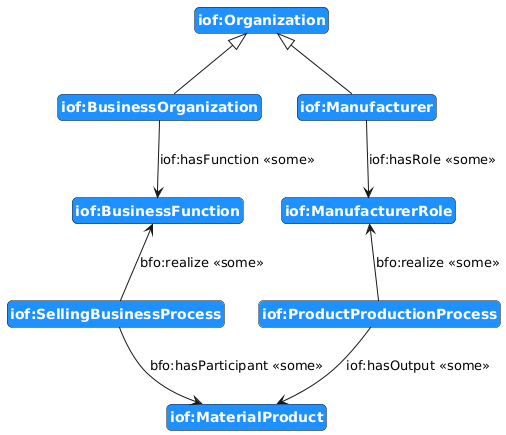 iof:Organization
iof:BusinessOrganization
iof:Manufacturer
iof:hasFunction «some»
iof:hasRole «some»
iof:BusinessFunction
iof:ManufacturerRole
bfo:realize «some»
bfo:realize «some»
iof:SellingBusinessProcess
iof:ProductProductionProcess
bfo:hasParticipant «some»
iof:hasOutput «some»
iof:MaterialProduct